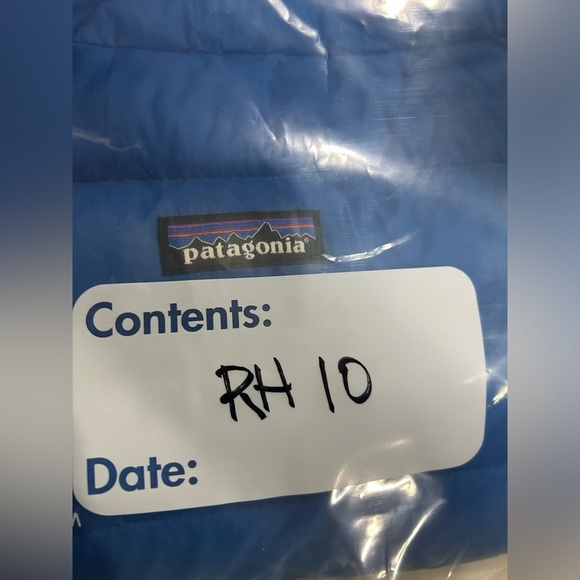 patagonia®
Contents:
RH 10
Date: